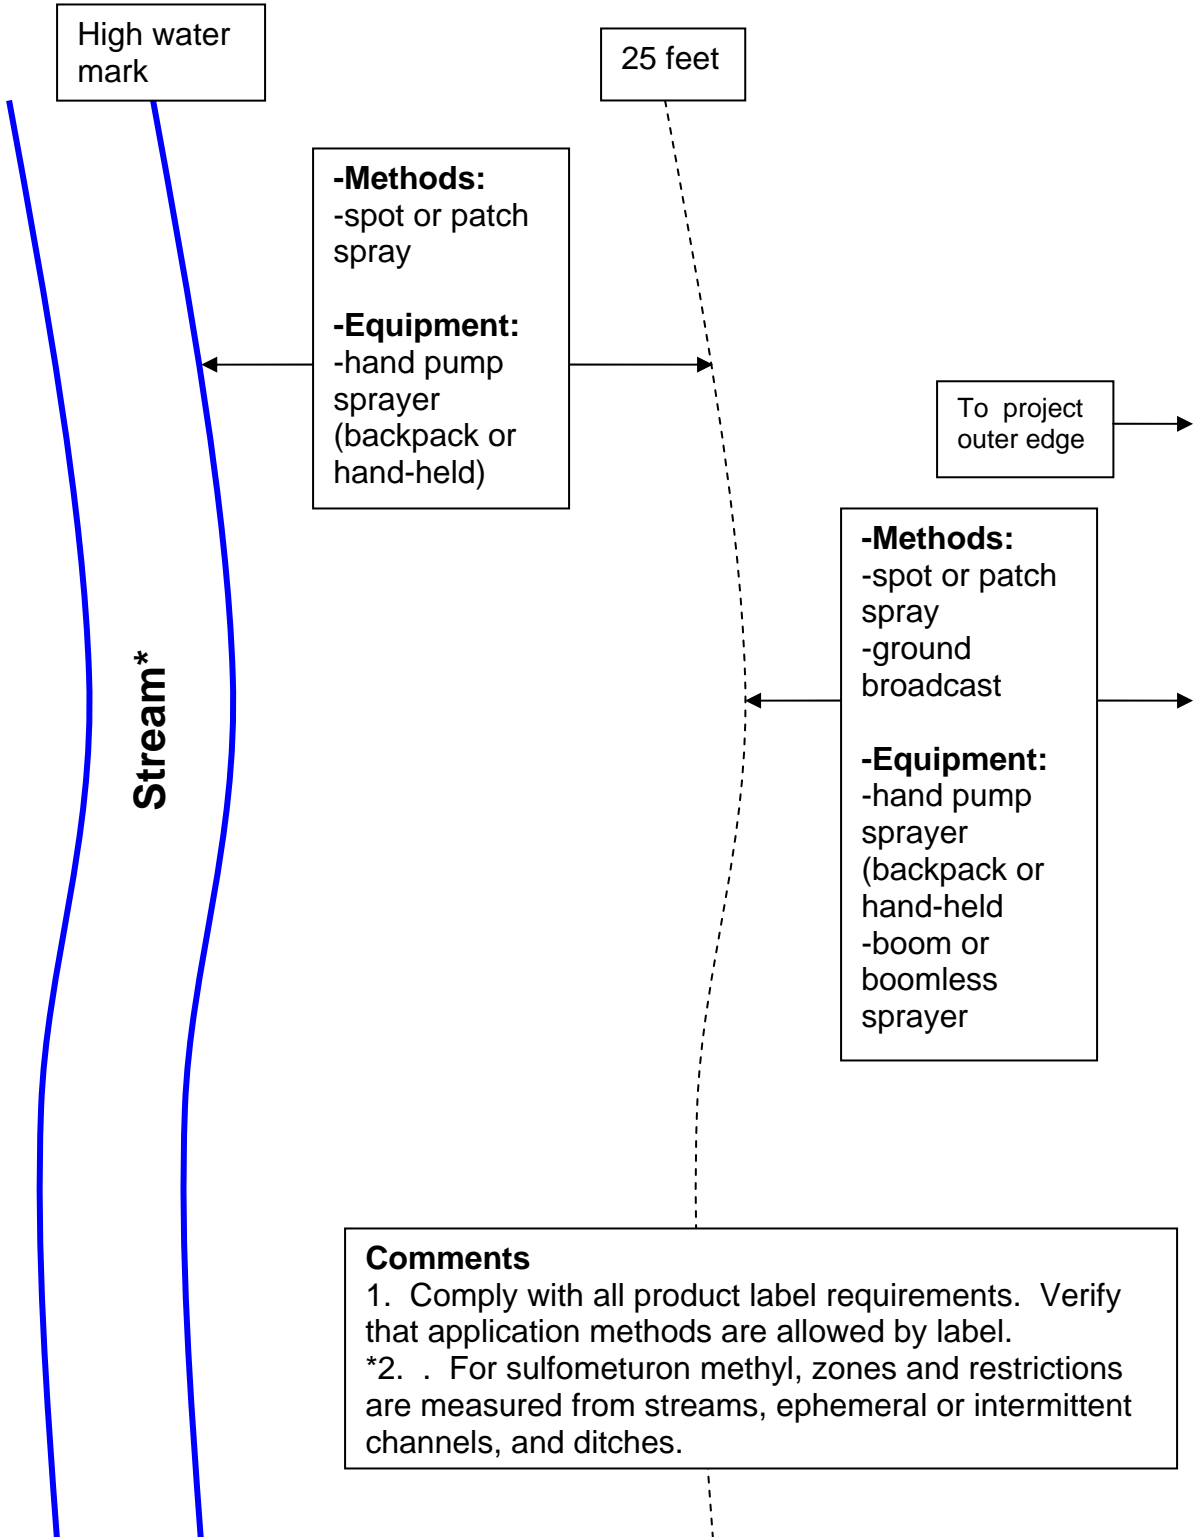 High water
mark
25 feet
-Methods:
-spot or patch
spray
-Equipment:
-hand pump
sprayer
(backpack or
hand-held)
To project
outer edge
-Methods:
-spot or patch
spray
-ground
broadcast
-Equipment:
-hand pump
sprayer
(backpack or
hand-held
-boom or
boomless
sprayer
Stream*
Comments
1. Comply with all product label requirements. Verify
that application methods are allowed by label.
*2. . For sulfometuron methyl, zones and restrictions
are measured from streams, ephemeral or intermittent
channels, and ditches.